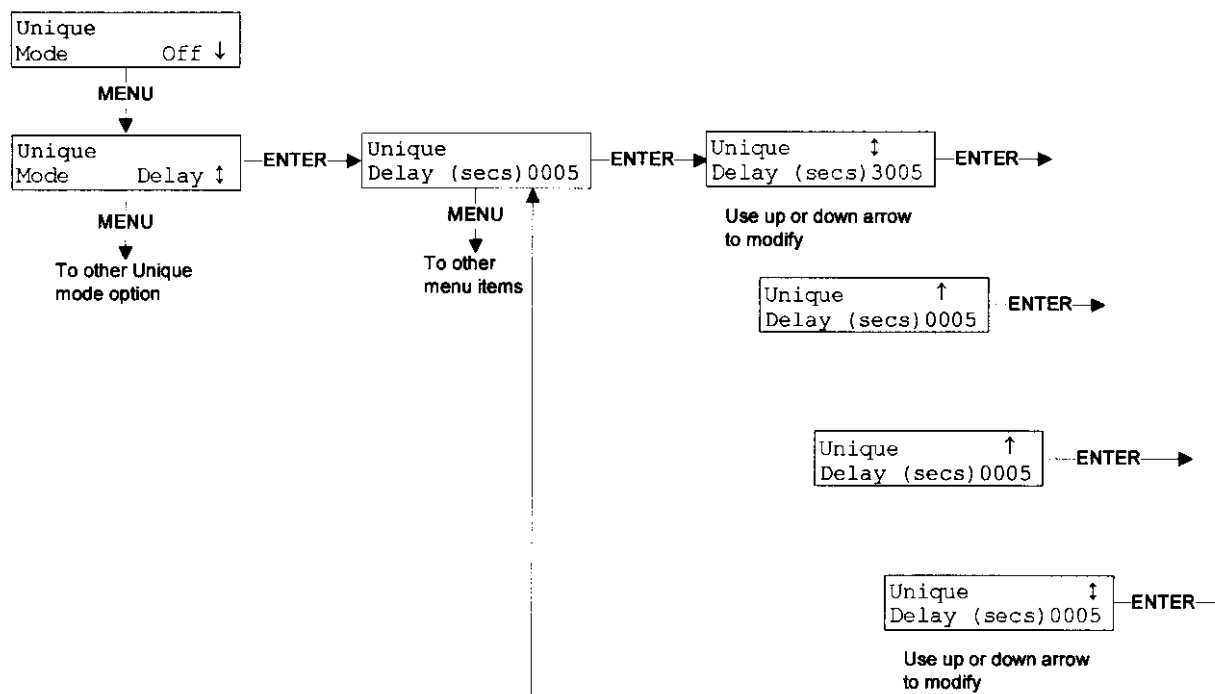 Unique
Mode Off ↓
MENU
Unique
Mode Delay ↕
ENTER
Unique
Delay (secs)0005
ENTER
Unique ↕
Delay (secs)3005
ENTER
MENU
To other Unique
mode option
MENU
To other
menu items
Use up or down arrow
to modify
Unique ↑
Delay (secs)0005
ENTER
Unique ↑
Delay (secs)0005
ENTER
Unique ↕
Delay (secs)0005
ENTER
Use up or down arrow
to modify